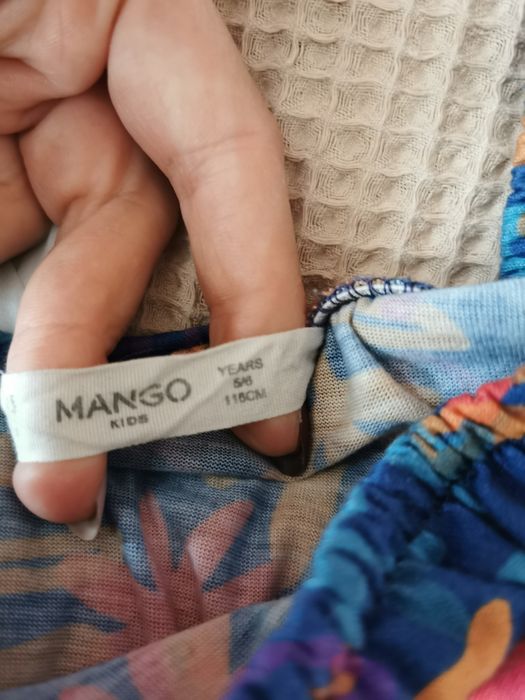 MANGO
KIDS
YEARS
5/6
116CM